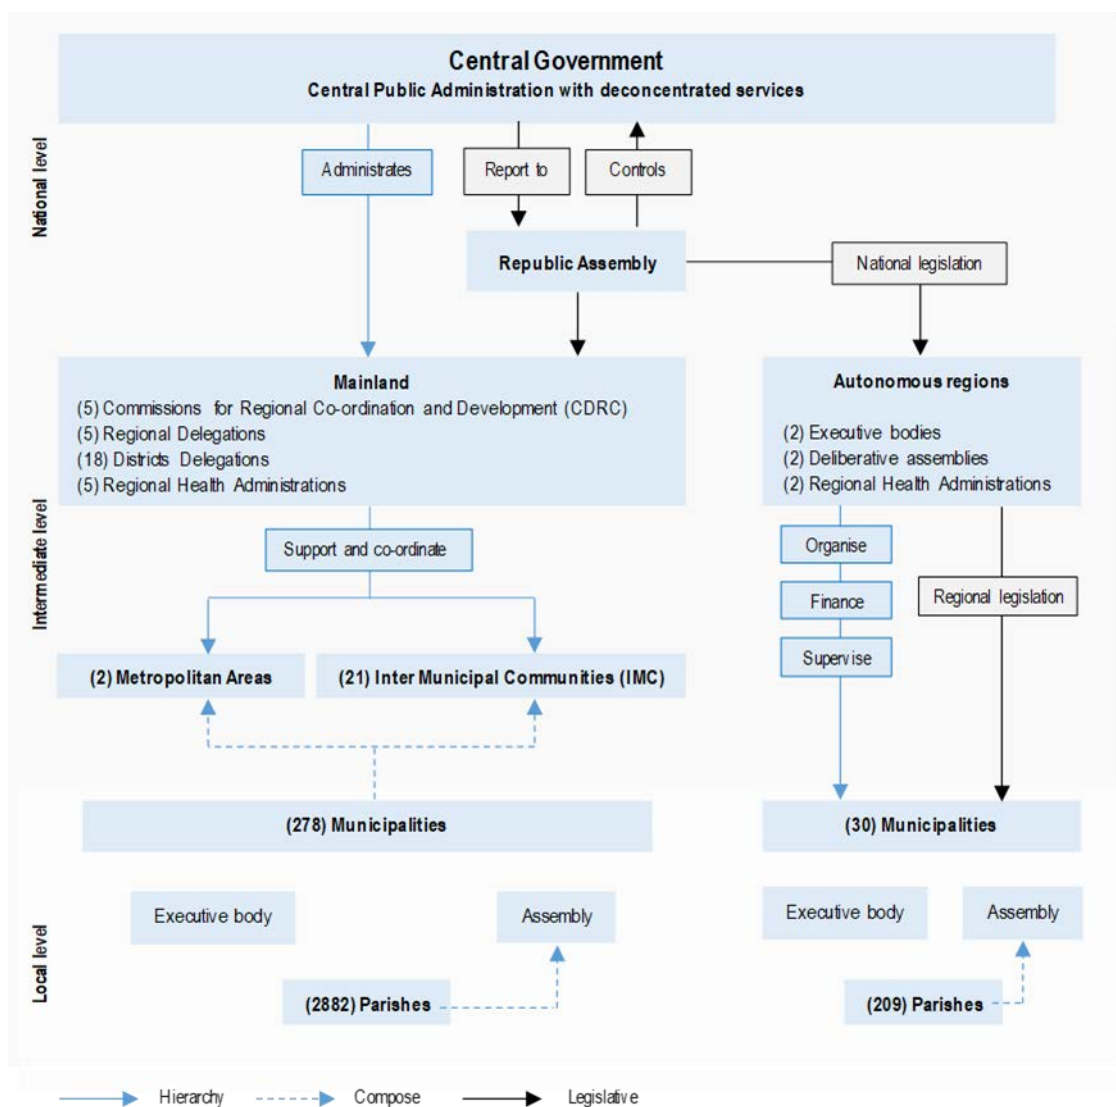 Central Government
Central Public Administration with deconcentrated services
National level
Administrates
Report to
Controls
Republic Assembly
National legislation
Mainland
(5) Commissions for Regional Co-ordination and Development (CDRC)
(5) Regional Delegations
(18) Districts Delegations
(5) Regional Health Administrations
Autonomous regions
(2) Executive bodies
(2) Deliberative assemblies
(2) Regional Health Administrations
Intermediate level
Support and co-ordinate
Organise
Finance
Supervise
Regional legislation
(2) Metropolitan Areas
(21) Inter Municipal Communities (IMC)
(278) Municipalities
(30) Municipalities
Local level
Executive body
Assembly
Executive body
Assembly
(2882) Parishes
(209) Parishes
Hierarchy
Compose
Legislative